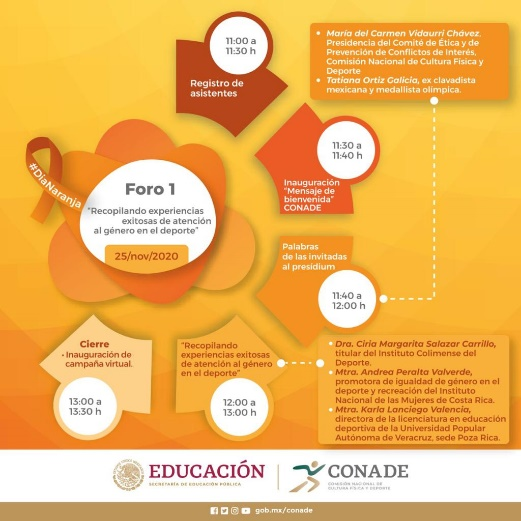 11:00 a
11:30 h
Registro de
asistentes
• María del Carmen Vidaurri Chávez,
Presidencia del Comité de Ética y de
Prevención de Conflictos de Interés,
Comisión Nacional de Cultura Física y
Deporte
• Tatiana Ortiz Galicia, ex clavadista
mexicana y medallista olímpica.
11:30 a
11:40 h
Inauguración
"Mensaje de
bienvenida"
CONADE
#DíaNaranja
Foro 1
"Recopilando experiencias
exitosas de atención
al género en el deporte"
25/nov/2020
Palabras
de las invitadas
al presídium
11:40 a
12:00 h
Cierre
• Inauguración de
campaña virtual.
13:00 a
13:30 h
"Recopilando
experiencias exitosas
de atención al género
en el deporte"
12:00 a
13:00 h
• Dra. Ciria Margarita Salazar Carrillo,
titular del Instituto Colimense del
Deporte.
• Mtra. Andrea Peralta Valverde,
promotora de igualdad de género en el
deporte y recreación del Instituto
Nacional de las Mujeres de Costa Rica.
• Mtra. Karla Lanciego Valencia,
directora de la licenciatura en educación
deportiva de la Universidad Popular
Autónoma de Veracruz, sede Poza Rica.
EDUCACIÓN
SECRETARÍA DE EDUCACIÓN PÚBLICA
CONADE
COMISIÓN NACIONAL DE
CULTURA FÍSICA Y DEPORTE
gob.mx/conade